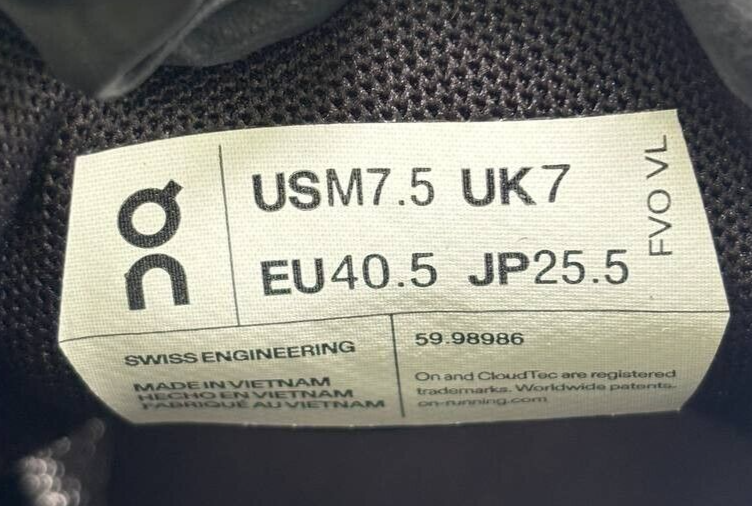 On
USM7.5 UK7
EU40.5 JP25.5
FVO VL
SWISS ENGINEERING
MADE IN VIETNAM
HECHO EN VIETNAM
FABRIQUÉ AU VIETNAM
59.98986
On and CloudTec are registered
trademarks. Worldwide patents.
on-running.com